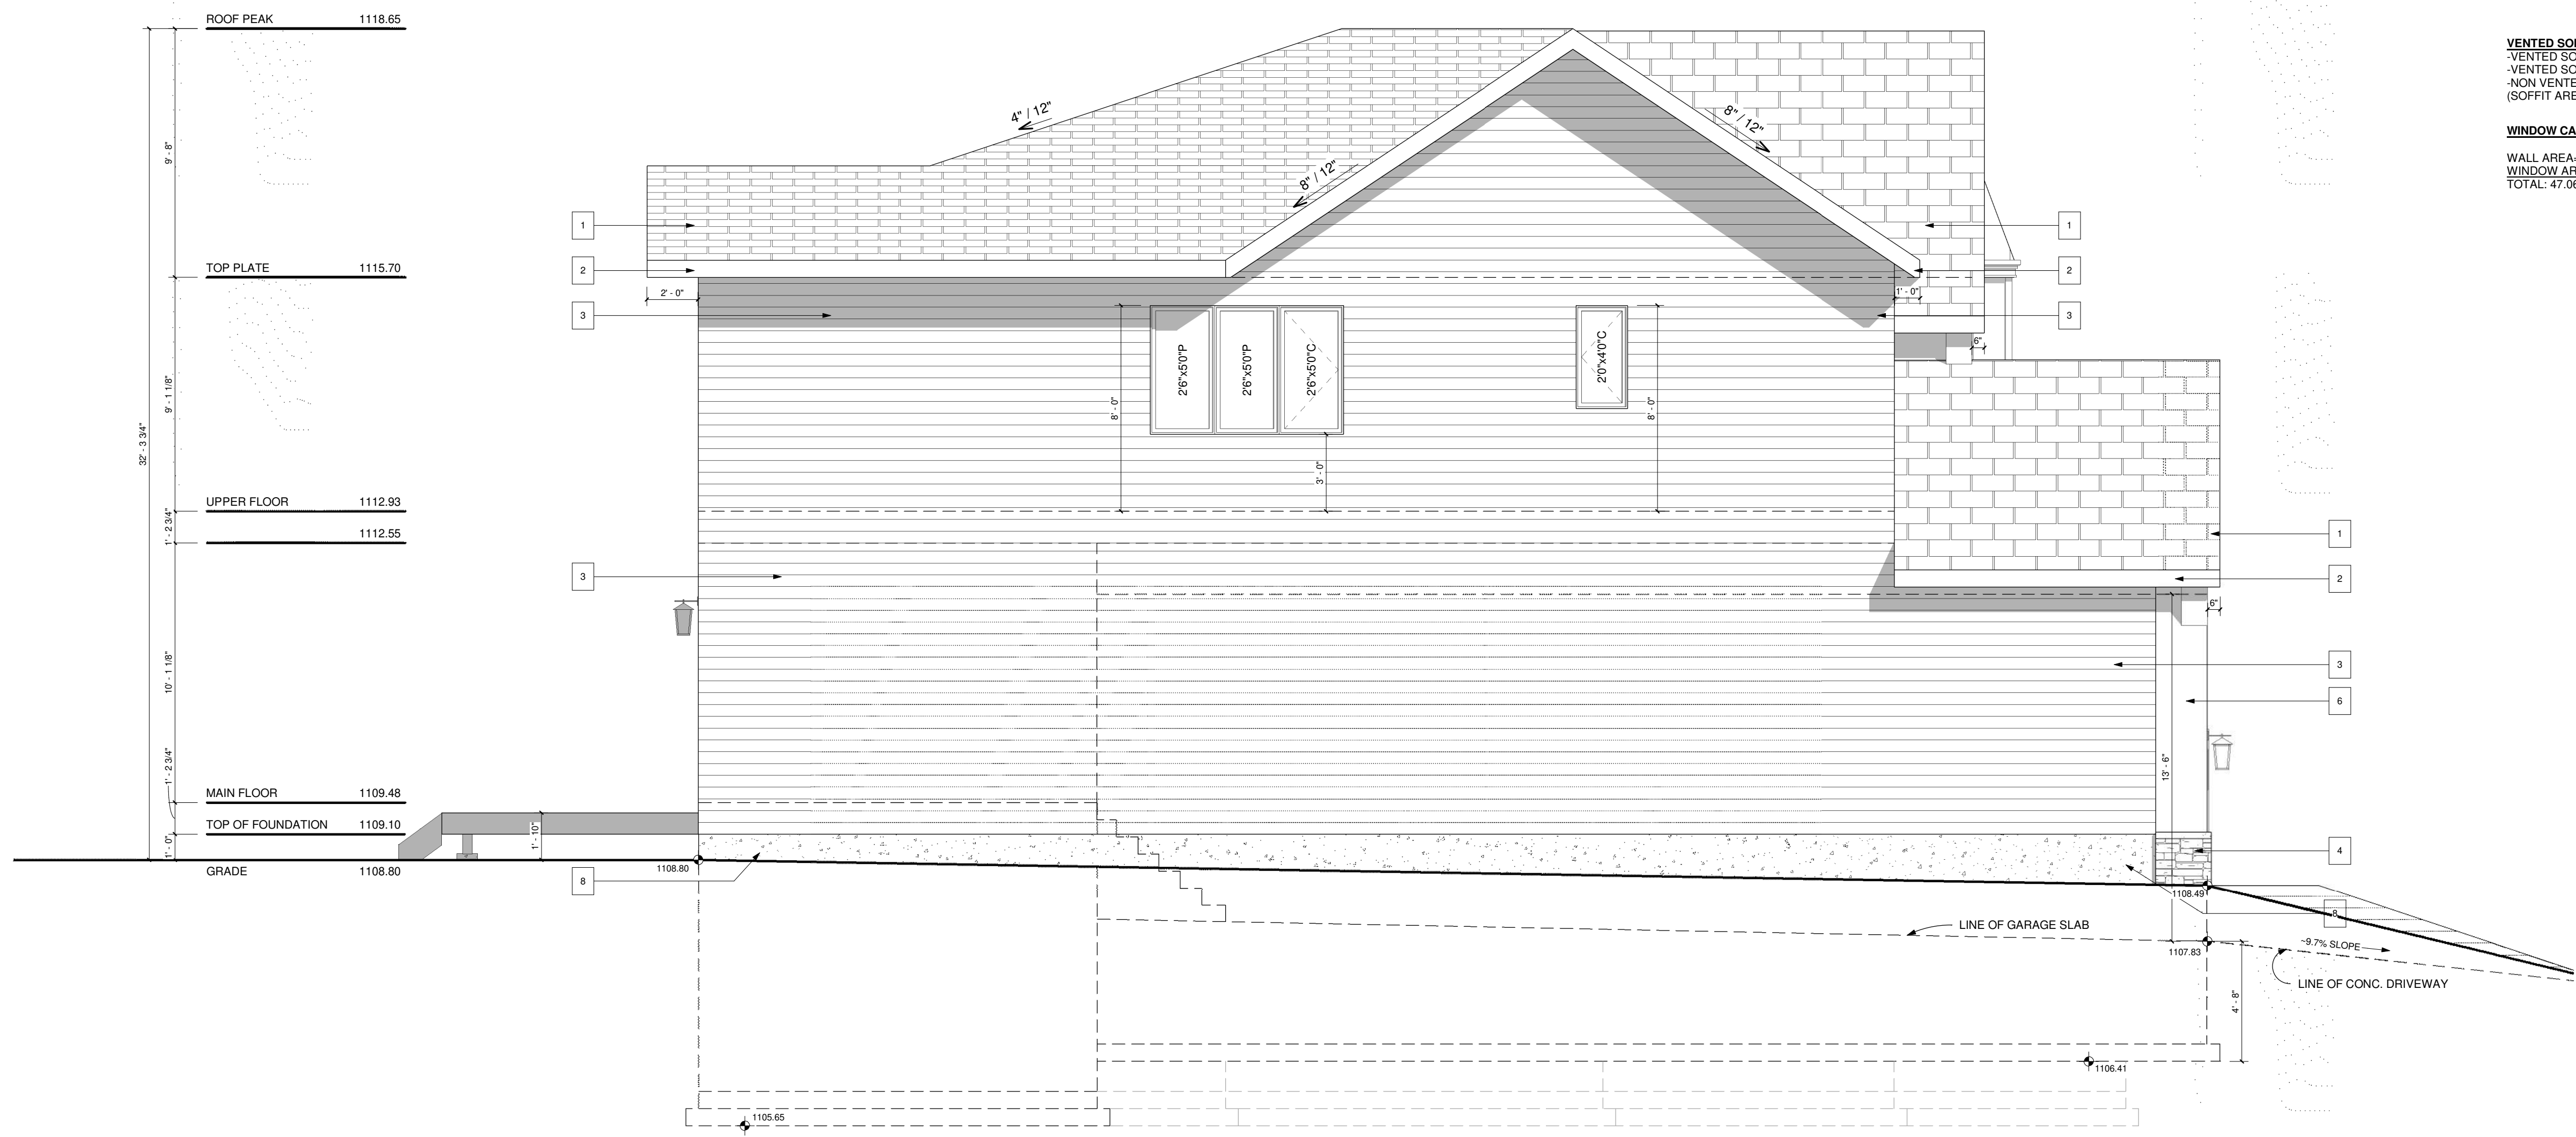 ROOF PEAK 1118.65
TOP PLATE 1115.70
UPPER FLOOR 1112.93
1112.55
MAIN FLOOR 1109.48
TOP OF FOUNDATION 1109.10
GRADE 1108.80
32' - 3 3/4"
9' - 8"
9' - 1 1/8"
1' - 2 3/4"
10' - 1 1/8"
1' - 2 3/4"
1' - 0"
4" / 12"
8" / 12"
8" / 12"
1
2
3
3
8
2' - 0"
2'6"x5'0"P
2'6"x5'0"P
2'6"x5'0"C
2'0"x4'0"C
8' - 0"
3' - 0"
8' - 0"
1' - 0"
6"
1
2
3
1
2
6"
3
6
13' - 6"
4
8
1' - 10"
1108.80
1108.49
LINE OF GARAGE SLAB
1107.83
~9.7% SLOPE
LINE OF CONC. DRIVEWAY
4' - 8"
1106.41
1105.65
VENTED SO
-VENTED SO
-VENTED SO
-NON VENTE
(SOFFIT ARE
WINDOW CA
WALL AREA=
WINDOW AR
TOTAL: 47.06